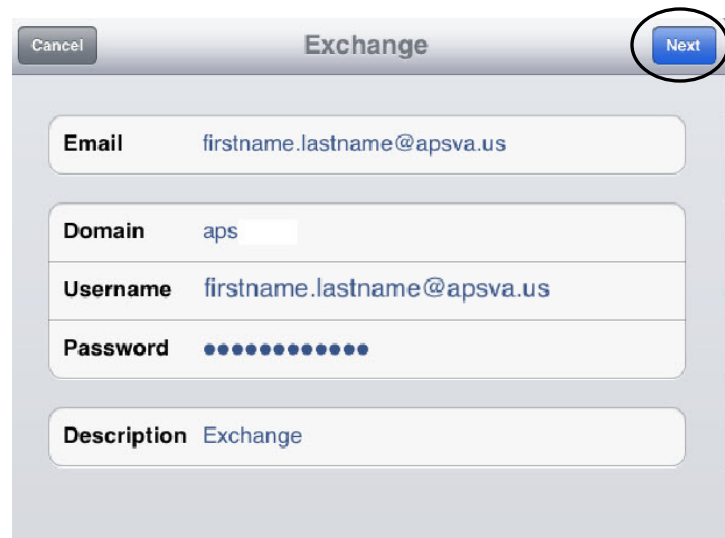 Cancel Exchange Next
Email firstname.lastname@apsva.us
Domain aps
Username firstname.lastname@apsva.us
Password ●●●●●●●●●●●●
Description Exchange